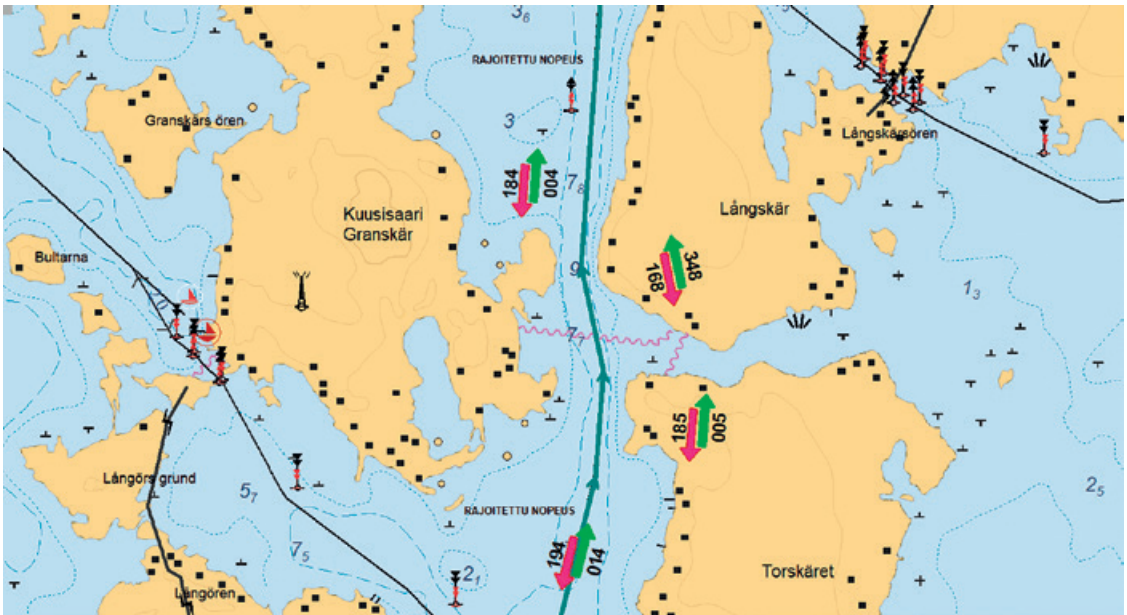 3₆
RAJOITETTU NOPEUS
3
Granskärs ören
Långskärsören
7₈
184
004
Kuusisaari
Granskär
Långskär
Bultarna
9
348
168
1₃
7₇
185
005
Långörs grund
5₇
RAJOITETTU NOPEUS
2₅
7₅
194
014
2₁
Torskäret
Långören